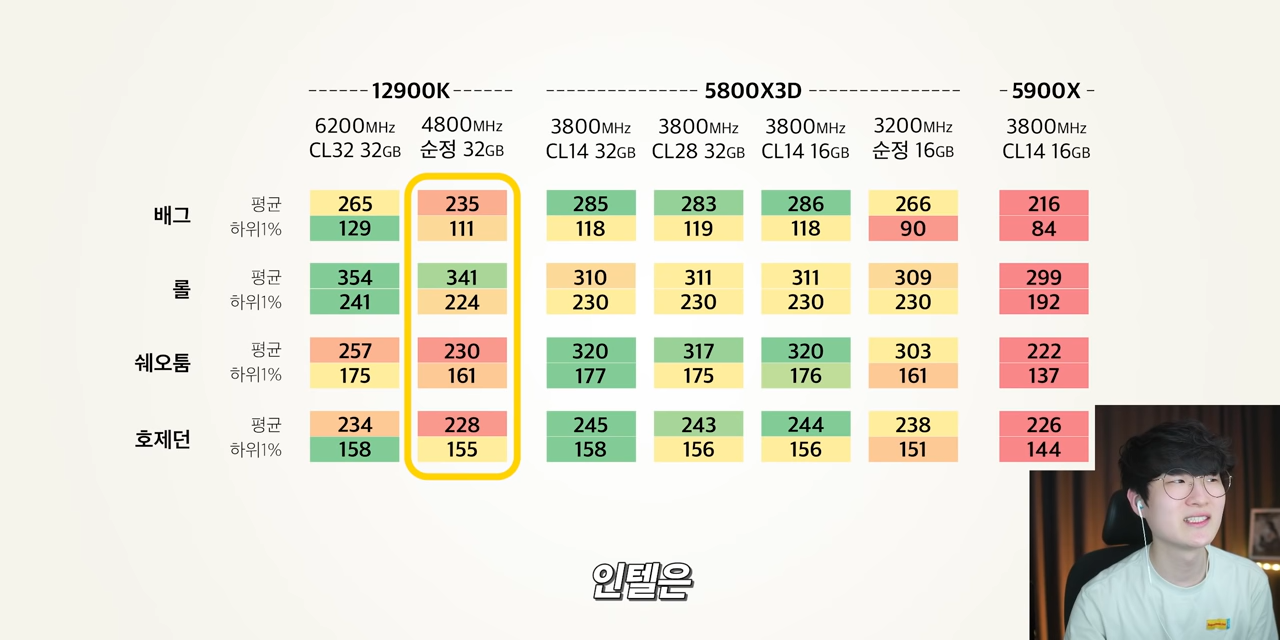 12900K 5800X3D 5900X
6200MHz 4800MHz 3800MHz 3800MHz 3800MHz 3200MHz 3800MHz
CL32 32GB 순정 32GB CL14 32GB CL28 32GB CL14 16GB 순정 16GB CL14 16GB
배그
평균 265 235 285 283 286 266 216
하위1% 129 111 118 119 118 90 84
롤
평균 354 341 310 311 311 309 299
하위1% 241 224 230 230 230 230 192
쉐오툼
평균 257 230 320 317 320 303 222
하위1% 175 161 177 175 176 161 137
호제던
평균 234 228 245 243 244 238 226
하위1% 158 155 158 156 156 151 144
인텔은